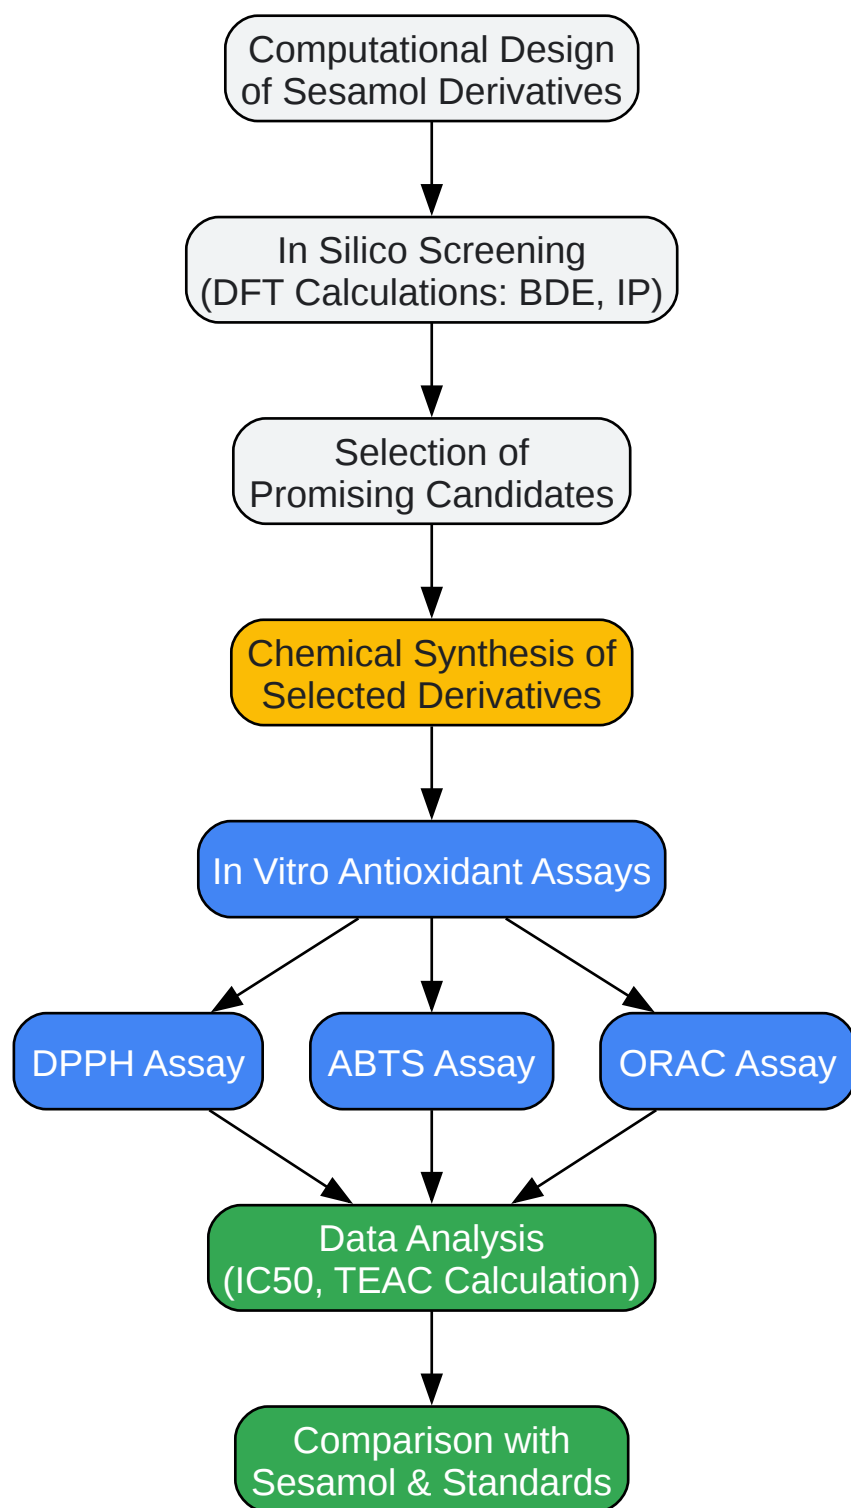 Computational Design
of Sesamol Derivatives
In Silico Screening
(DFT Calculations: BDE, IP)
Selection of
Promising Candidates
Chemical Synthesis of
Selected Derivatives
In Vitro Antioxidant Assays
DPPH Assay
ABTS Assay
ORAC Assay
Data Analysis
(IC50, TEAC Calculation)
Comparison with
Sesamol & Standards